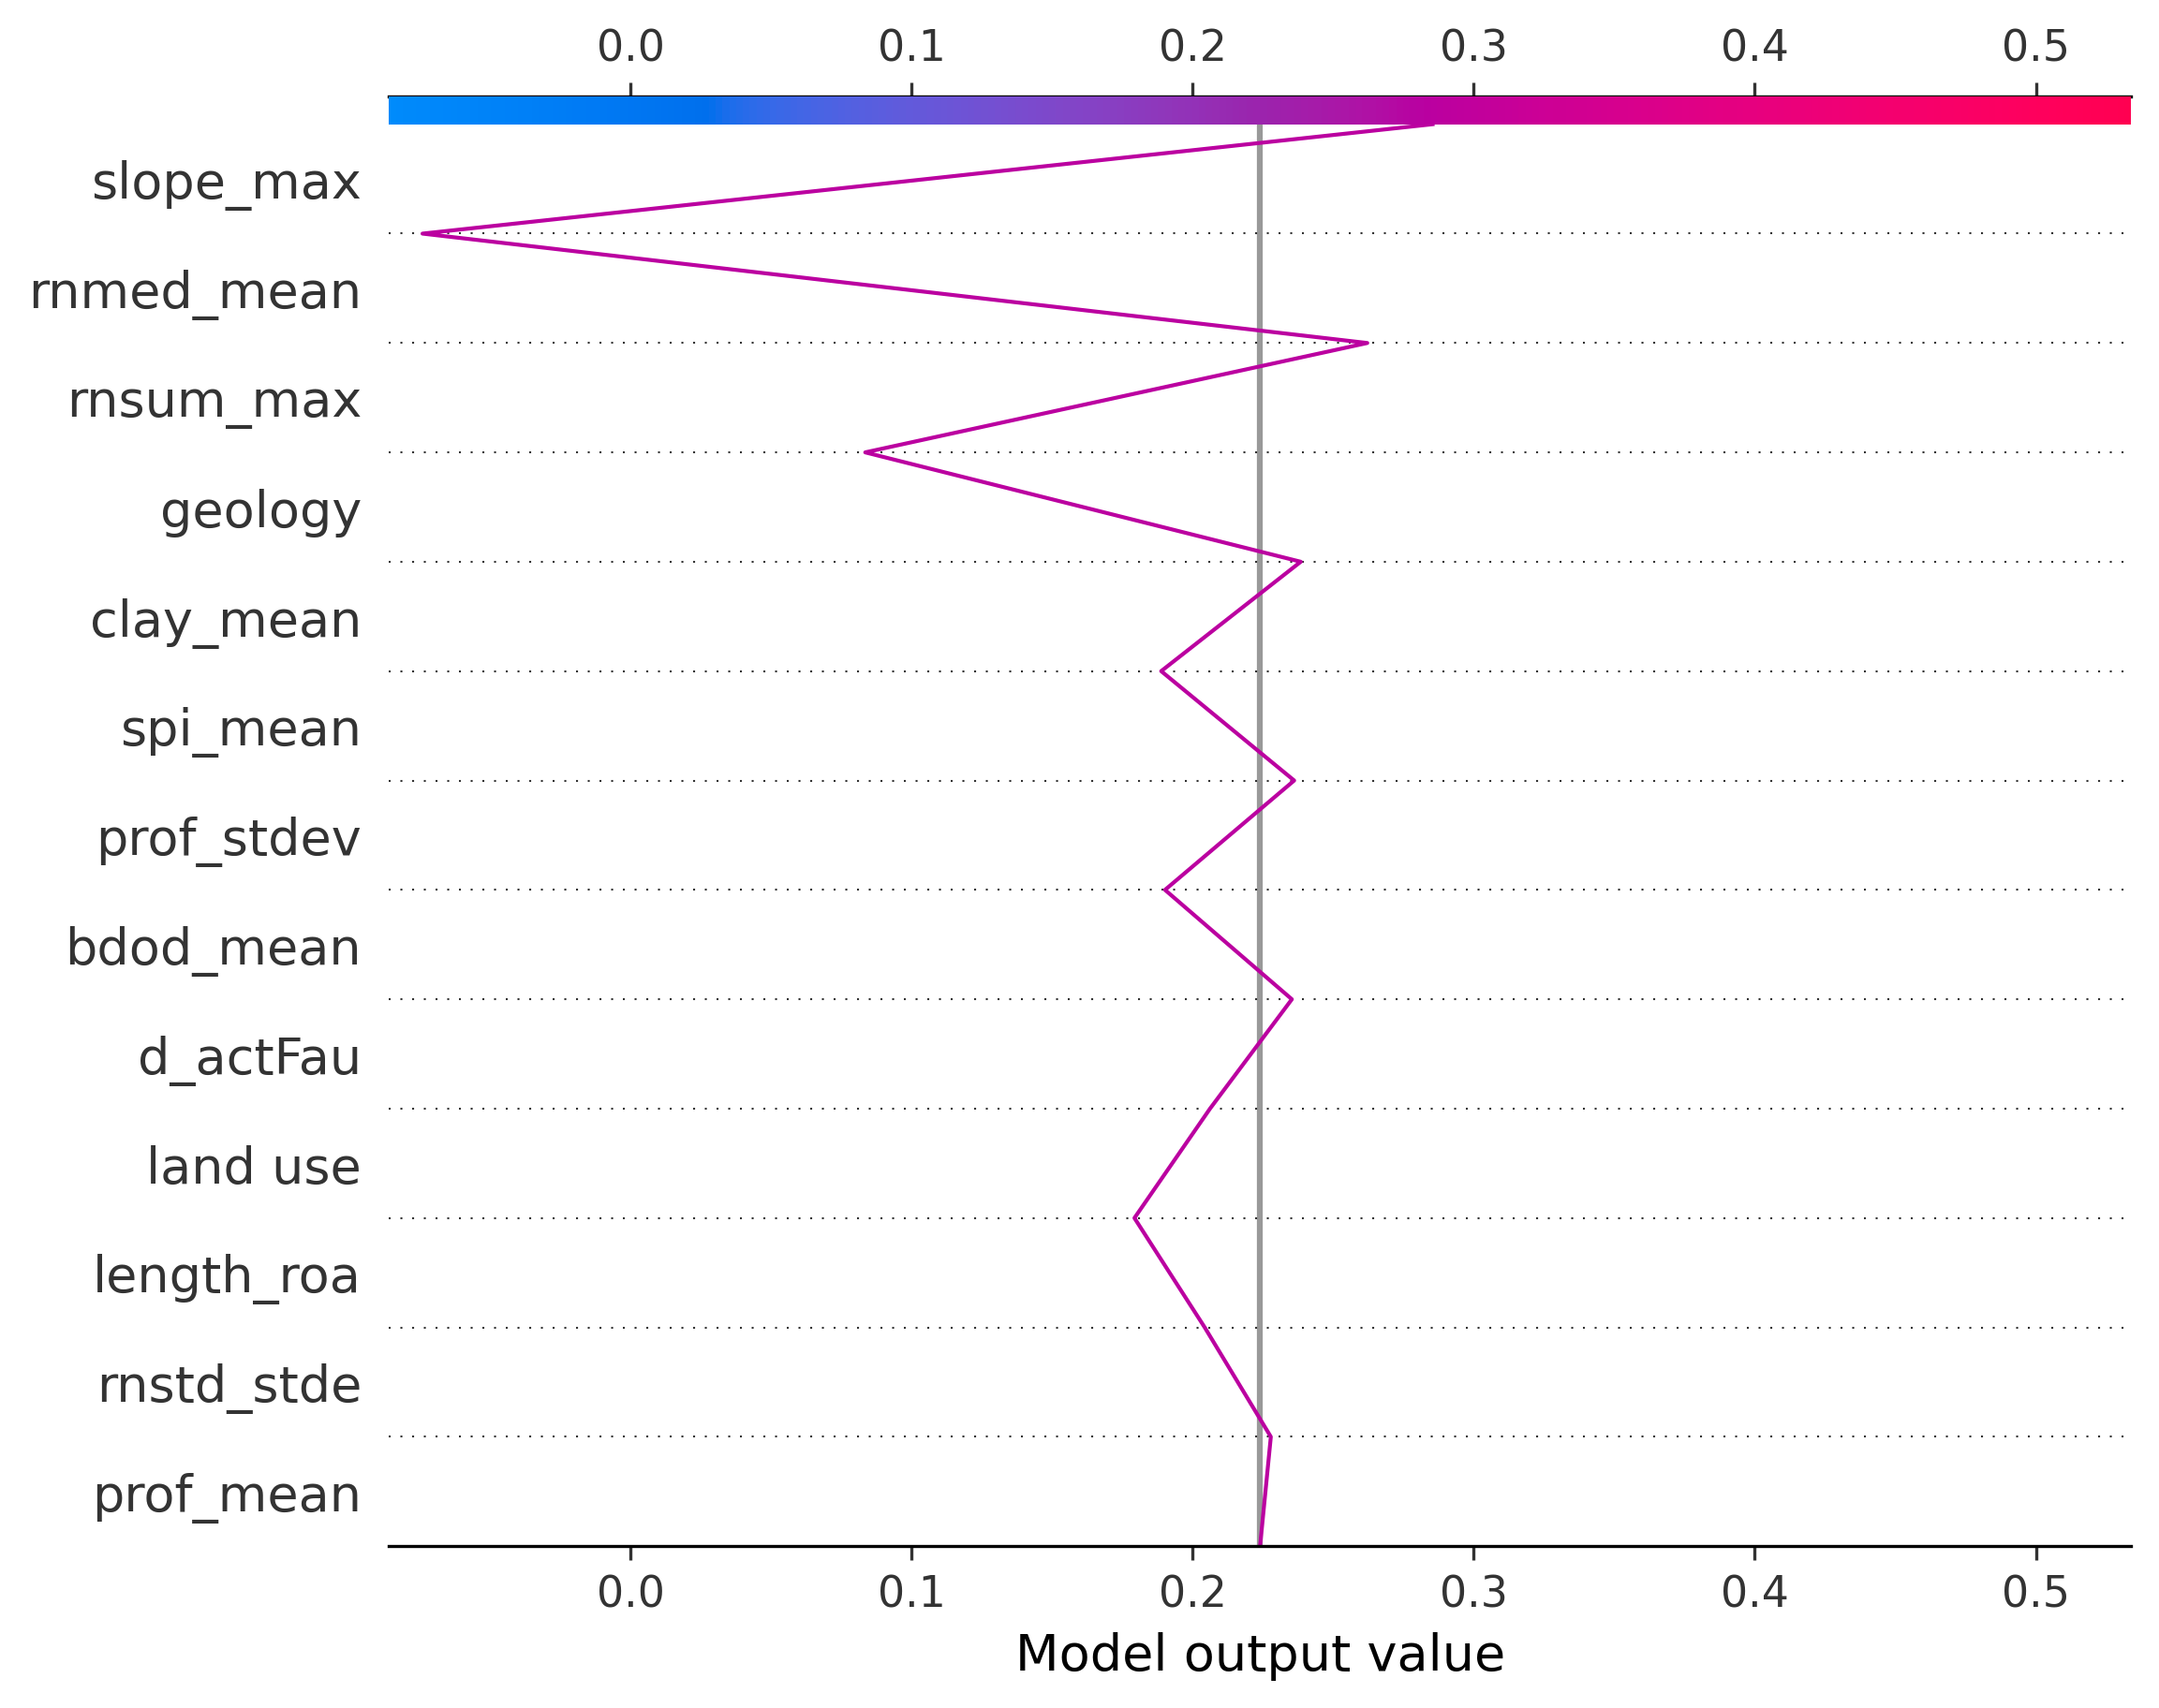 0.0 0.1 0.2 0.3 0.4 0.5
slope_max
rnmed_mean
rnsum_max
geology
clay_mean
spi_mean
prof_stdev
bdod_mean
d_actFau
land use
length_roa
rnstd_stde
prof_mean
0.0 0.1 0.2 0.3 0.4 0.5
Model output value